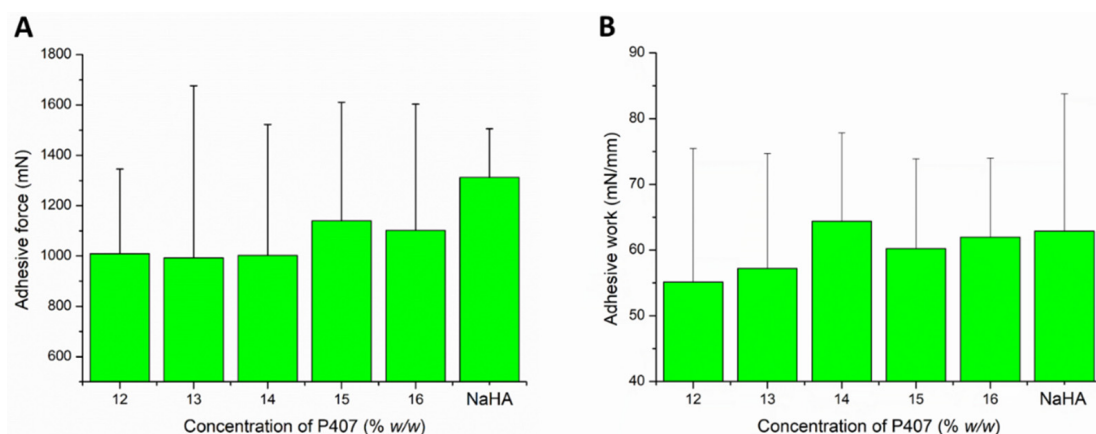 A
1800
1600
1400
1200
1000
800
600
Adhesive force (mN)
12 13 14 15 16 NaHA
Concentration of P407 (% w/w)
B
90
80
70
60
50
40
Adhesive work (mN/mm)
12 13 14 15 16 NaHA
Concentration of P407 (% w/w)